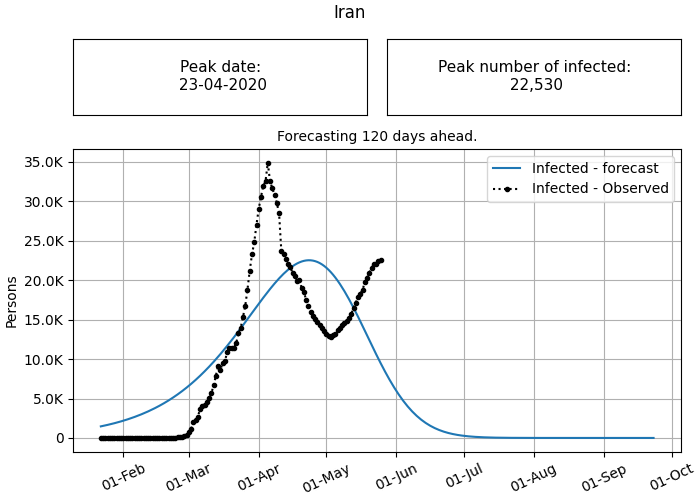 Iran
Peak date:
23-04-2020
Peak number of infected:
22,530
Forecasting 120 days ahead.
Infected - forecast
Infected - Observed
Persons
35.0K
30.0K
25.0K
20.0K
15.0K
10.0K
5.0K
0
01-Feb
01-Mar
01-Apr
01-May
01-Jun
01-Jul
01-Aug
01-Sep
01-Oct